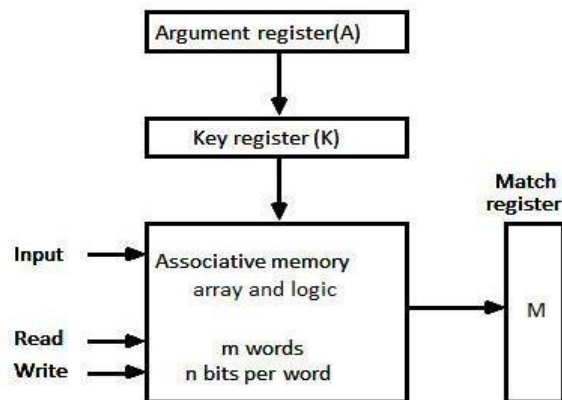 Argument register(A)
Key register (K)
Match
register
Input
Associative memory
array and logic
M
Read
m words
Write
n bits per word